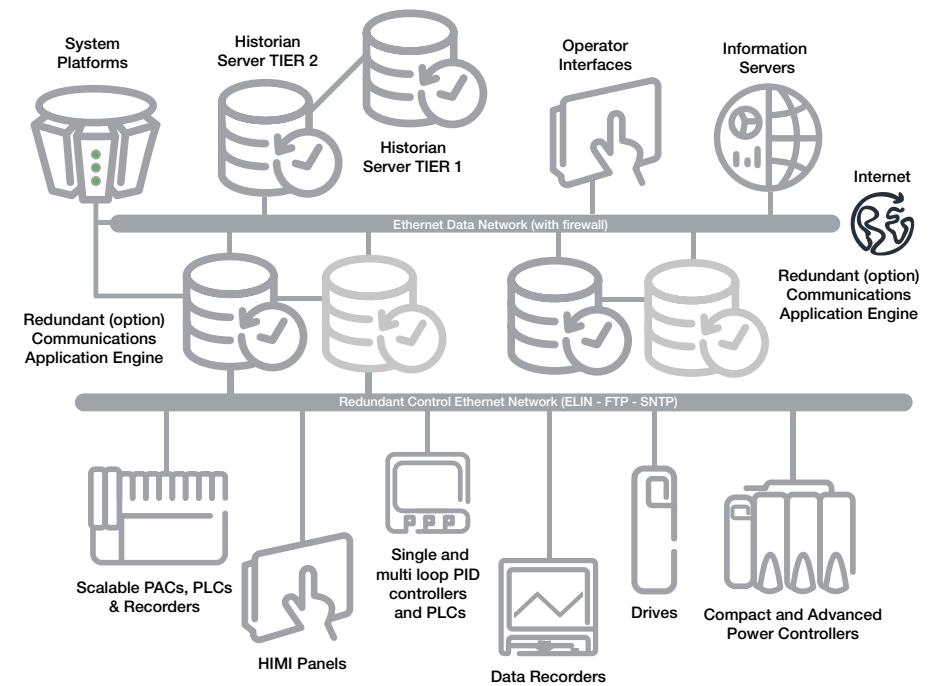 System
Platforms
Historian
Server TIER 2
Historian
Server TIER 1
Operator
Interfaces
Information
Servers
Internet
Ethernet Data Network (with firewall)
Redundant (option)
Communications
Application Engine
Redundant (option)
Communications
Application Engine
Redundant Control Ethernet Network (ELIN - FTP - SNTP)
Scalable PACs, PLCs
& Recorders
HIMI Panels
Single and
multi loop PID
controllers
and PLCs
Data Recorders
Drives
Compact and Advanced
Power Controllers